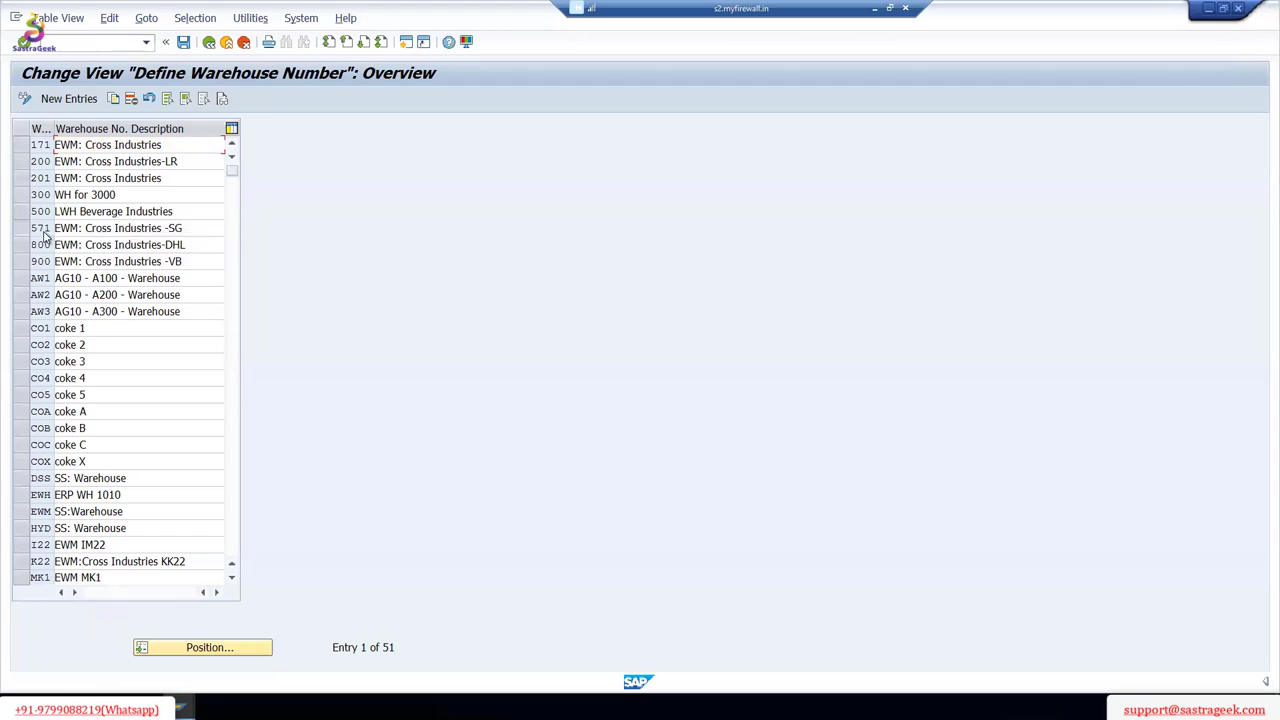 Table View Edit Goto Selection Utilities System Help
s2.myfirewall.in
SastraGeek
Change View "Define Warehouse Number": Overview
New Entries
W... Warehouse No. Description
171 EWM: Cross Industries
200 EWM: Cross Industries-LR
201 EWM: Cross Industries
300 WH for 3000
500 LWH Beverage Industries
571 EWM: Cross Industries -SG
800 EWM: Cross Industries-DHL
900 EWM: Cross Industries -VB
AW1 AG10 - A100 - Warehouse
AW2 AG10 - A200 - Warehouse
AW3 AG10 - A300 - Warehouse
CO1 coke 1
CO2 coke 2
CO3 coke 3
CO4 coke 4
CO5 coke 5
COA coke A
COB coke B
COC coke C
COX coke X
DSS SS: Warehouse
EWH ERP WH 1010
EWM SS:Warehouse
HYD SS: Warehouse
I22 EWM IM22
K22 EWM:Cross Industries KK22
MK1 EWM MK1
Position... Entry 1 of 51
SAP
+91-9799088219(Whatsapp) support@sastrageek.com